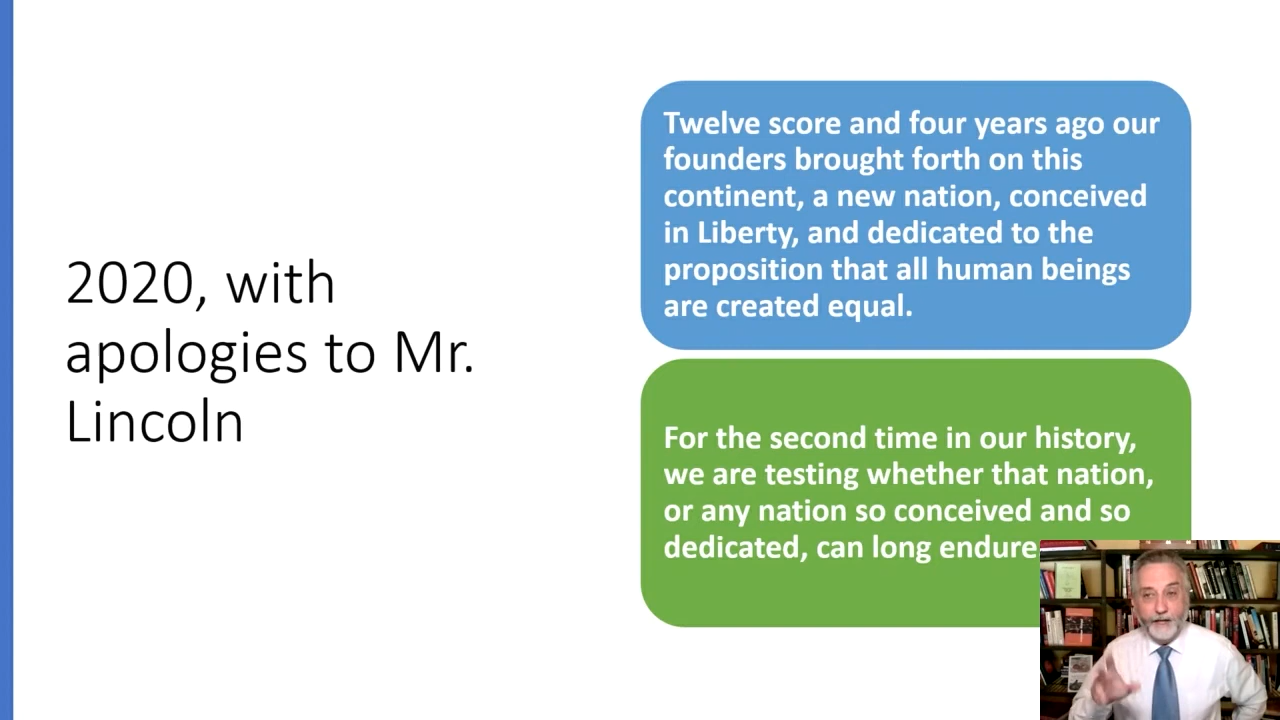 2020, with
apologies to Mr.
Lincoln
Twelve score and four years ago our
founders brought forth on this
continent, a new nation, conceived
in Liberty, and dedicated to the
proposition that all human beings
are created equal.
For the second time in our history,
we are testing whether that nation,
or any nation so conceived and so
dedicated, can long endure